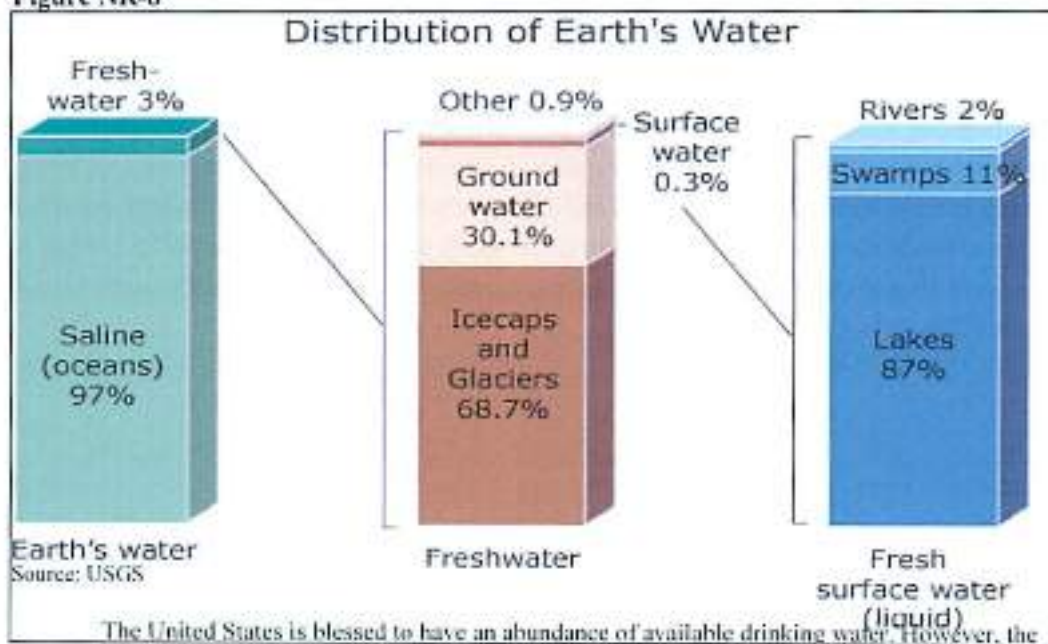 Distribution of Earth's Water
Fresh-
water 3%
Saline
(oceans)
97%
Earth's water
Source: USGS
Other 0.9%
Surface
water
0.3%
Ground
water
30.1%
Icecaps
and
Glaciers
68.7%
Freshwater
Rivers 2%
Swamps 11%
Lakes
87%
Fresh
surface water
(liquid)
The United States is blessed to have an abundance of available drinking water. However, the